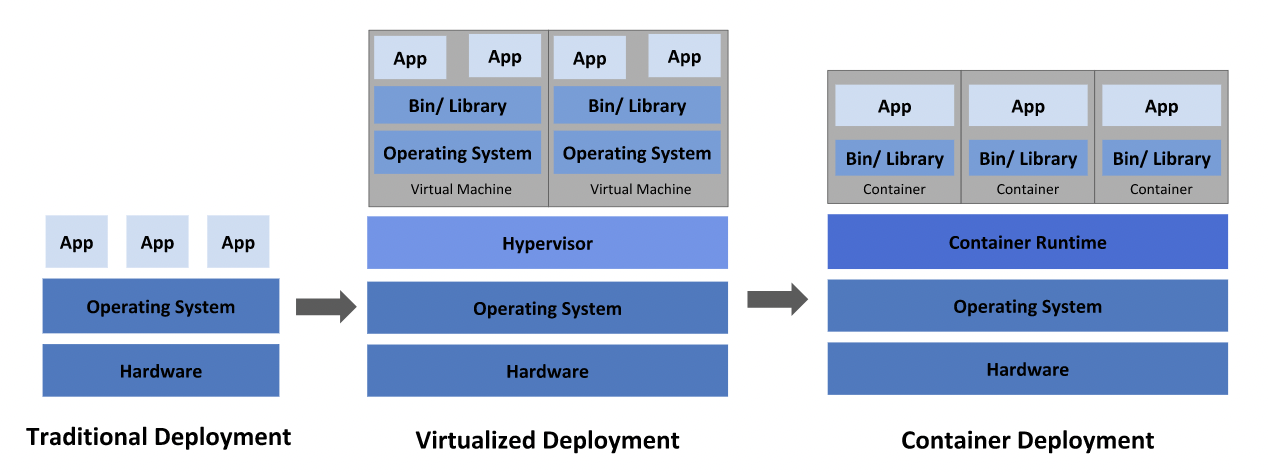 App
App
App
Operating System
Hardware
Traditional Deployment
App
App
Bin/ Library
Operating System
Virtual Machine
App
App
Bin/ Library
Operating System
Virtual Machine
Hypervisor
Operating System
Hardware
Virtualized Deployment
App
Bin/ Library
Container
App
Bin/ Library
Container
App
Bin/ Library
Container
Container Runtime
Operating System
Hardware
Container Deployment